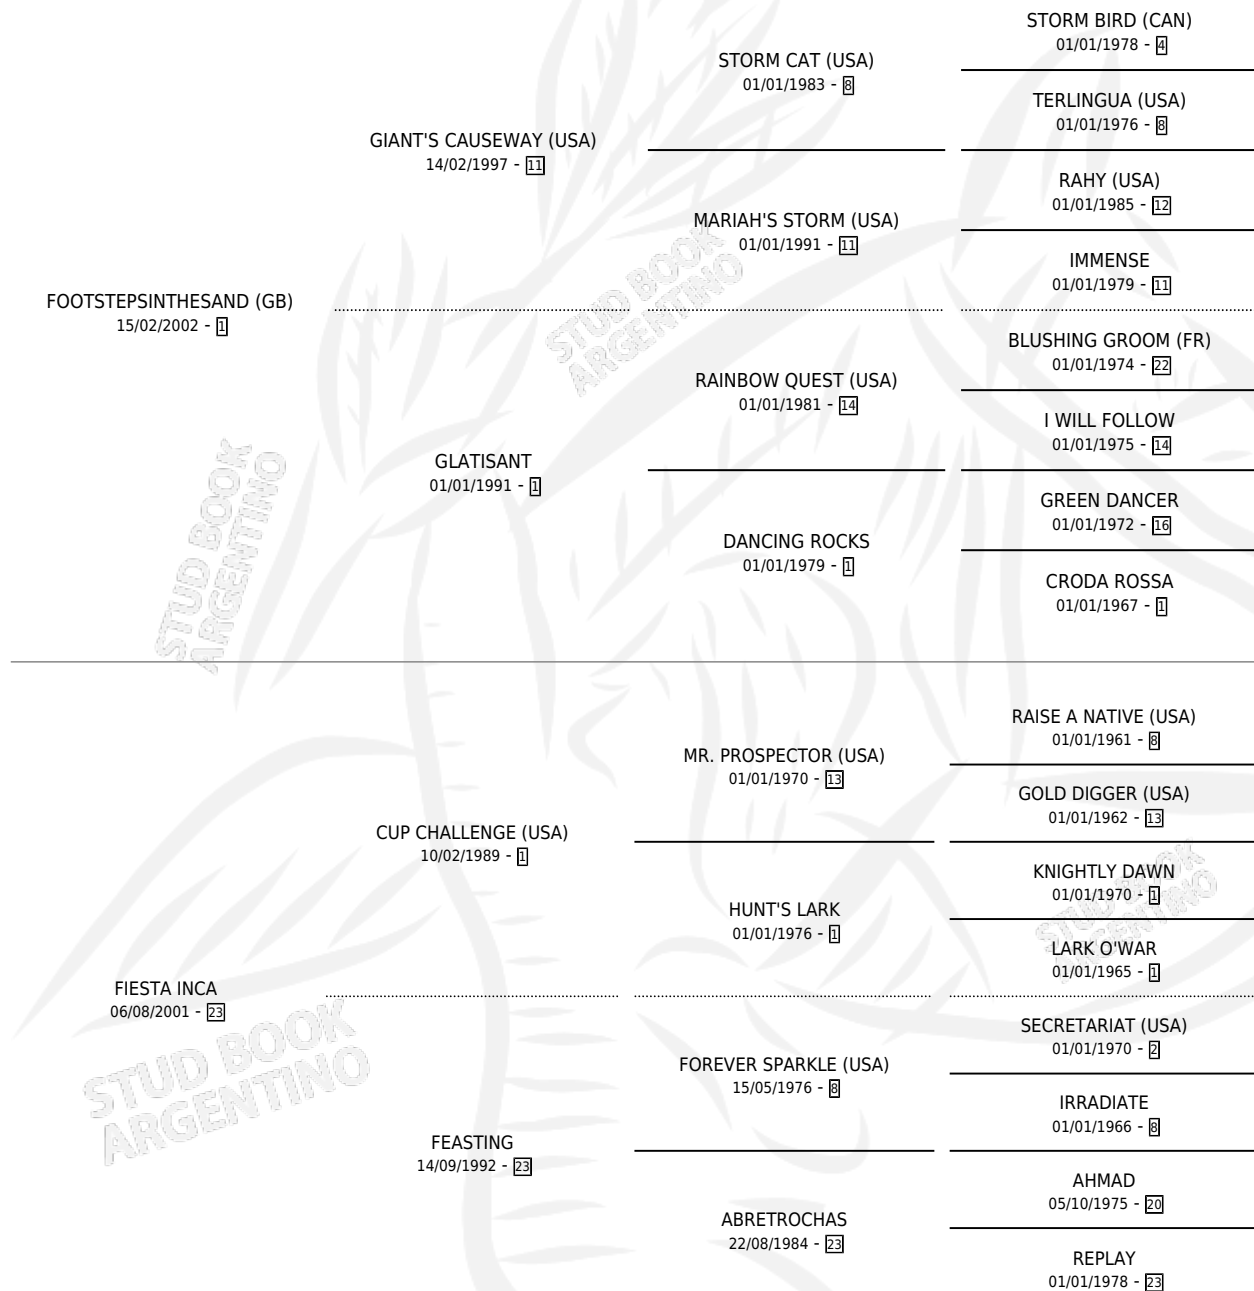 STORM BIRD (CAN)
01/01/1978 - 4
STORM CAT (USA)
01/01/1983 - 8
TERLINGUA (USA)
01/01/1976 - 8
GIANT'S CAUSEWAY (USA)
14/02/1997 - 11
RAHY (USA)
01/01/1985 - 12
MARIAH'S STORM (USA)
01/01/1991 - 11
IMMENSE
01/01/1979 - 11
FOOTSTEPSINTHESAND (GB)
15/02/2002 - 1
BLUSHING GROOM (FR)
01/01/1974 - 22
RAINBOW QUEST (USA)
01/01/1981 - 14
I WILL FOLLOW
01/01/1975 - 14
GLATISANT
01/01/1991 - 1
GREEN DANCER
01/01/1972 - 16
DANCING ROCKS
01/01/1979 - 1
CRODA ROSSA
01/01/1967 - 1
RAISE A NATIVE (USA)
01/01/1961 - 8
MR. PROSPECTOR (USA)
01/01/1970 - 13
GOLD DIGGER (USA)
01/01/1962 - 13
CUP CHALLENGE (USA)
10/02/1989 - 1
KNIGHTLY DAWN
01/01/1970 - 1
HUNT'S LARK
01/01/1976 - 1
LARK O'WAR
01/01/1965 - 1
FIESTA INCA
06/08/2001 - 23
SECRETARIAT (USA)
01/01/1970 - 2
FOREVER SPARKLE (USA)
15/05/1976 - 8
IRRADIATE
01/01/1966 - 8
FEASTING
14/09/1992 - 23
AHMAD
05/10/1975 - 20
ABRETROCHAS
22/08/1984 - 23
REPLAY
01/01/1978 - 23
STUD BOOK
ARGENTINO
STUD BOOK
ARGENTINO
STUD BOOK
ARGENTINO
STUD BOOK
ARGENTINO